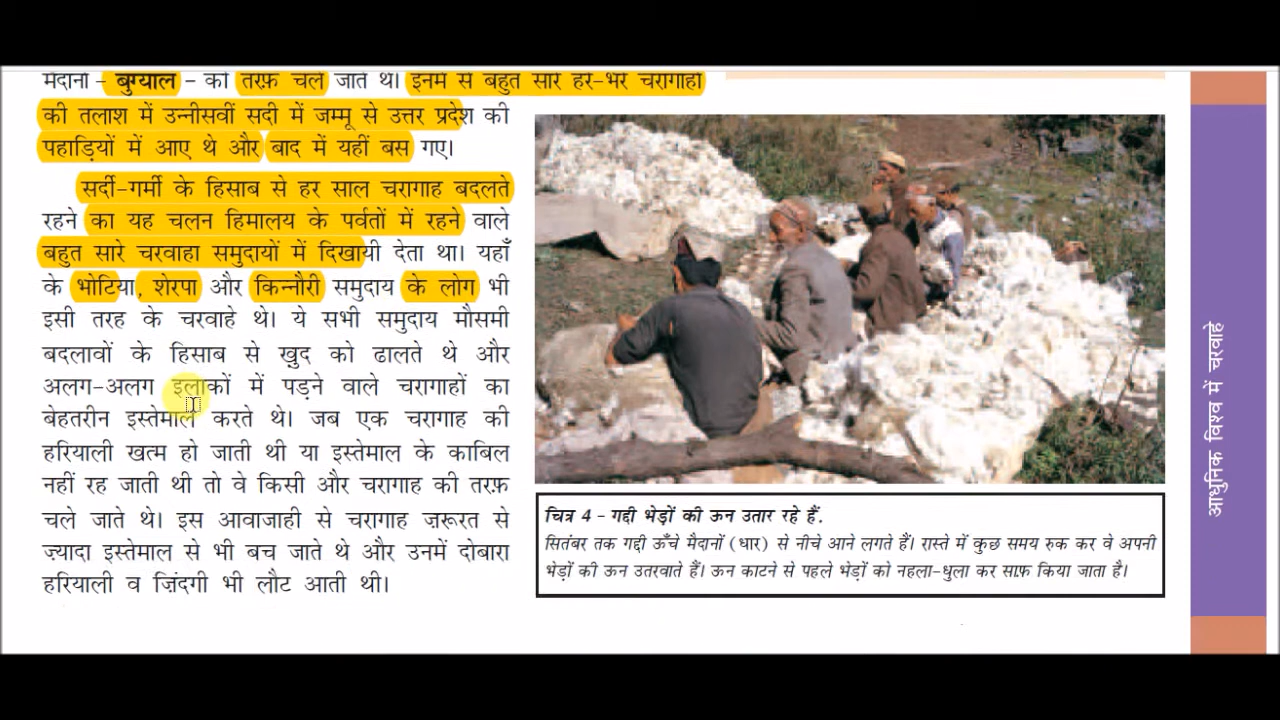 मैदानों – बुग्याल – की तरफ़ चले जाते थे। इनमें से बहुत सारे हरे-भरे चरागाहों
की तलाश में उन्नीसवीं सदी में जम्मू से उत्तर प्रदेश की
पहाड़ियों में आए थे और बाद में यहीं बस गए।
सर्दी-गर्मी के हिसाब से हर साल चरागाह बदलते
रहने का यह चलन हिमालय के पर्वतों में रहने वाले
बहुत सारे चरवाहा समुदायों में दिखायी देता था। यहाँ
के भोटिया, शेरपा और किन्नौरी समुदाय के लोग भी
इसी तरह के चरवाहे थे। ये सभी समुदाय मौसमी
बदलावों के हिसाब से ख़ुद को ढालते थे और
अलग-अलग इलाकों में पड़ने वाले चरागाहों का
बेहतरीन इस्तेमाल करते थे। जब एक चरागाह की
हरियाली खत्म हो जाती थी या इस्तेमाल के काबिल
नहीं रह जाती थी तो वे किसी और चरागाह की तरफ़
चले जाते थे। इस आवाजाही से चरागाह ज़रूरत से
ज़्यादा इस्तेमाल से भी बच जाते थे और उनमें दोबारा
हरियाली व ज़िंदगी भी लौट आती थी।
चित्र 4 – गद्दी भेड़ों की ऊन उतार रहे हैं.
सितंबर तक गद्दी ऊँचे मैदानों (धार) से नीचे आने लगते हैं। रास्ते में कुछ समय रुक कर वे अपनी
भेड़ों की ऊन उतरवाते हैं। ऊन काटने से पहले भेड़ों को नहला-धुला कर साफ़ किया जाता है।
आधुनिक विश्व में चरवाहे